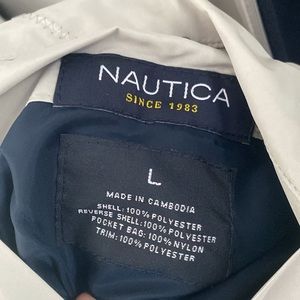 NAUTICA
SINCE 1983
L
MADE IN CAMBODIA
SHELL: 100% POLYESTER
REVERSE SHELL: 100% POLYESTER
POCKET BAG: 100% NYLON
TRIM: 100% POLYESTER